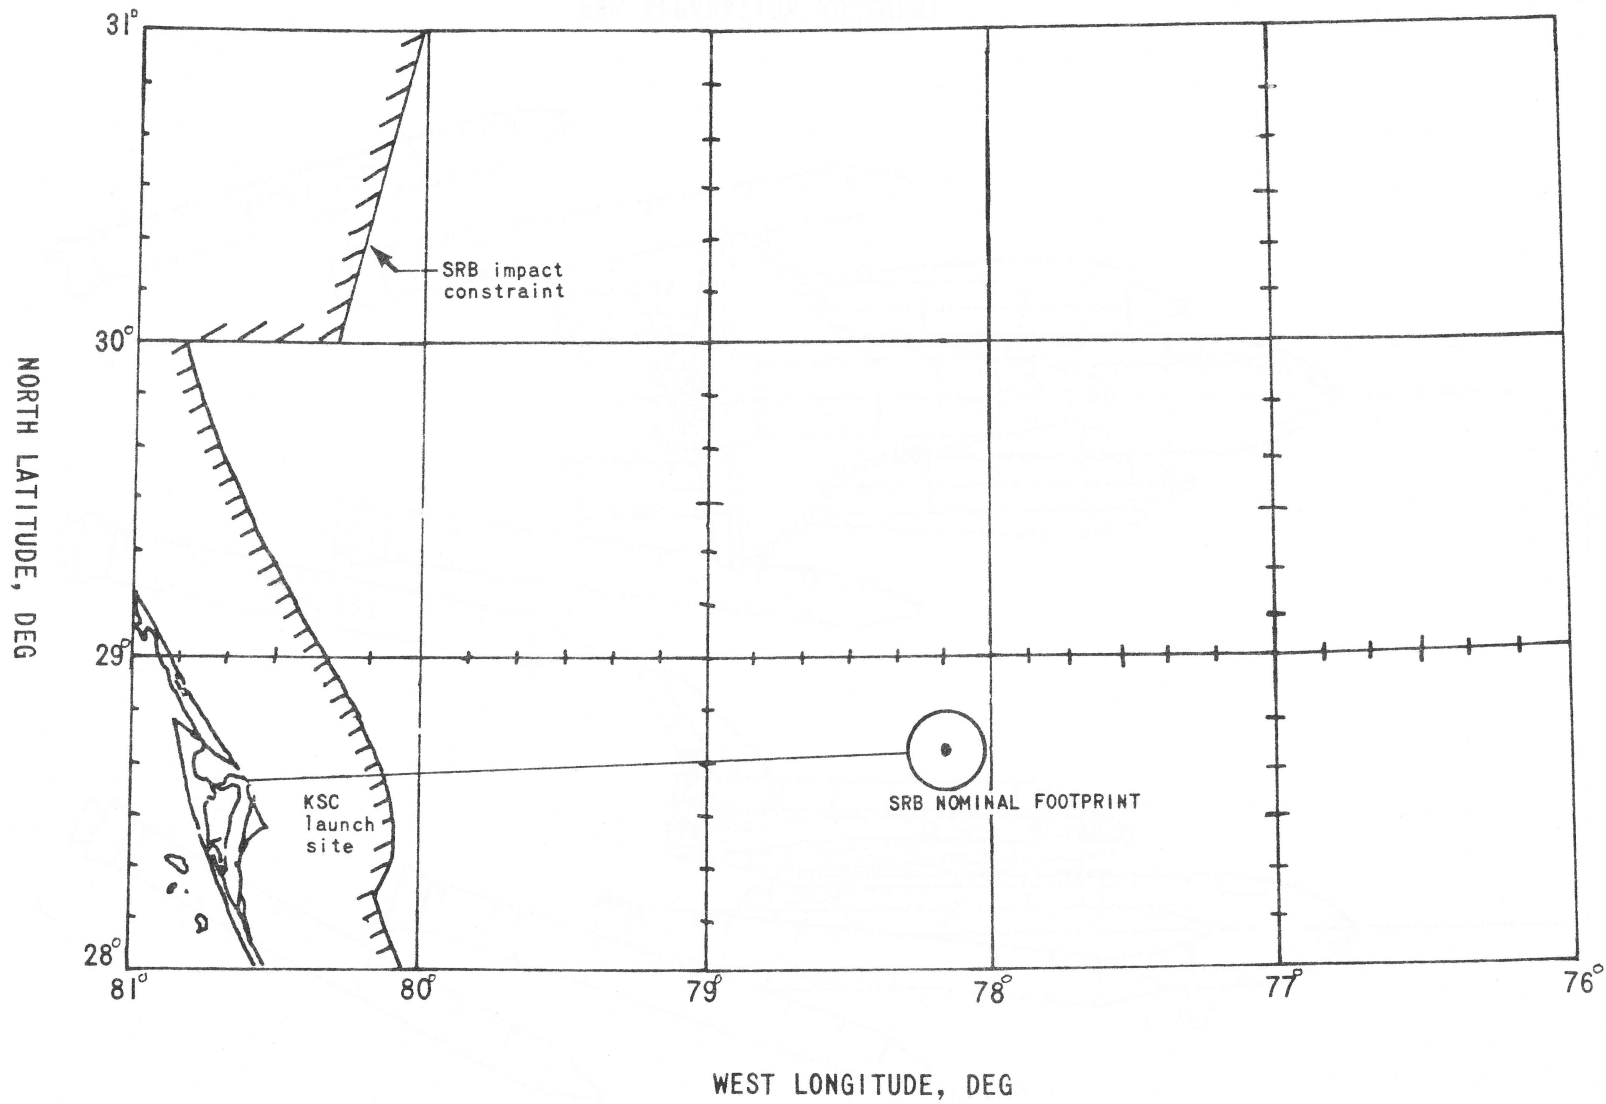 31°
SRB impact
constraint
30°
NORTH LATITUDE, DEG
29°
SRB NOMINAL FOOTPRINT
KSC
launch
site
28°
81° 80° 79° 78° 77° 76°
WEST LONGITUDE, DEG